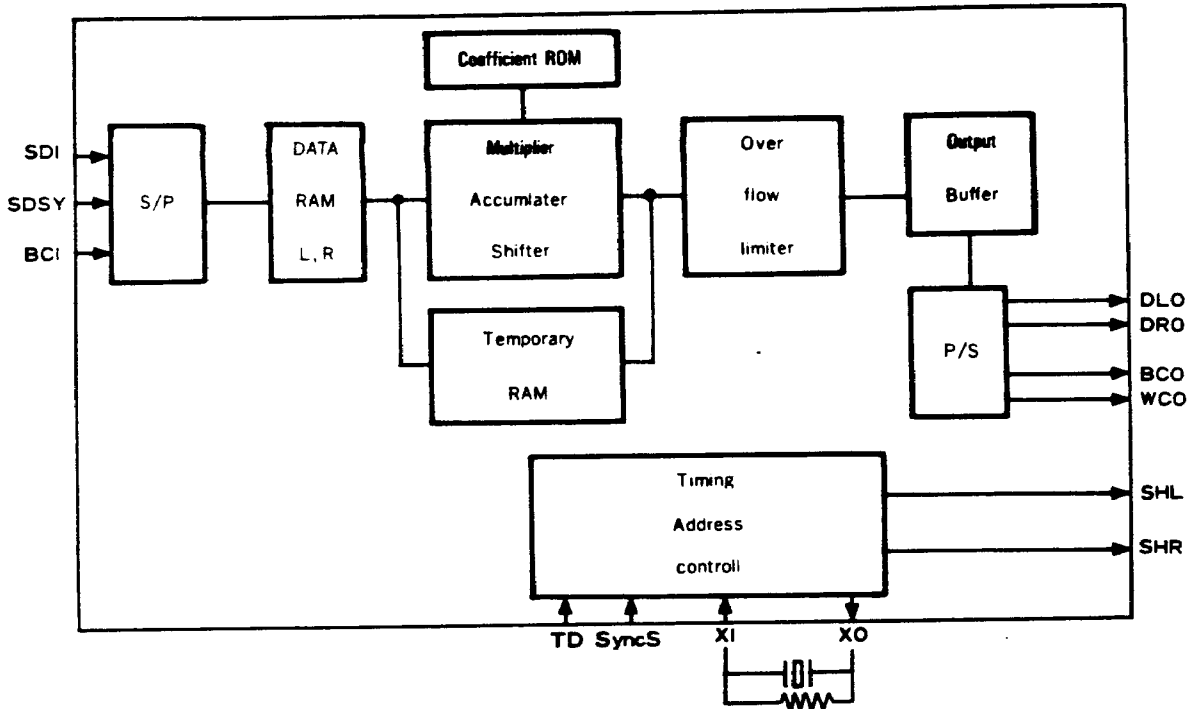 Coefficient ROM
SDI
SDSY
BCI
S/P
DATA
RAM
L, R
Multiplier
Accumlater
Shifter
Temporary
RAM
Over
flow
limiter
Output
Buffer
P/S
DLO
DRO
BCO
WCO
Timing
Address
controll
SHL
SHR
TD SyncS XI XO